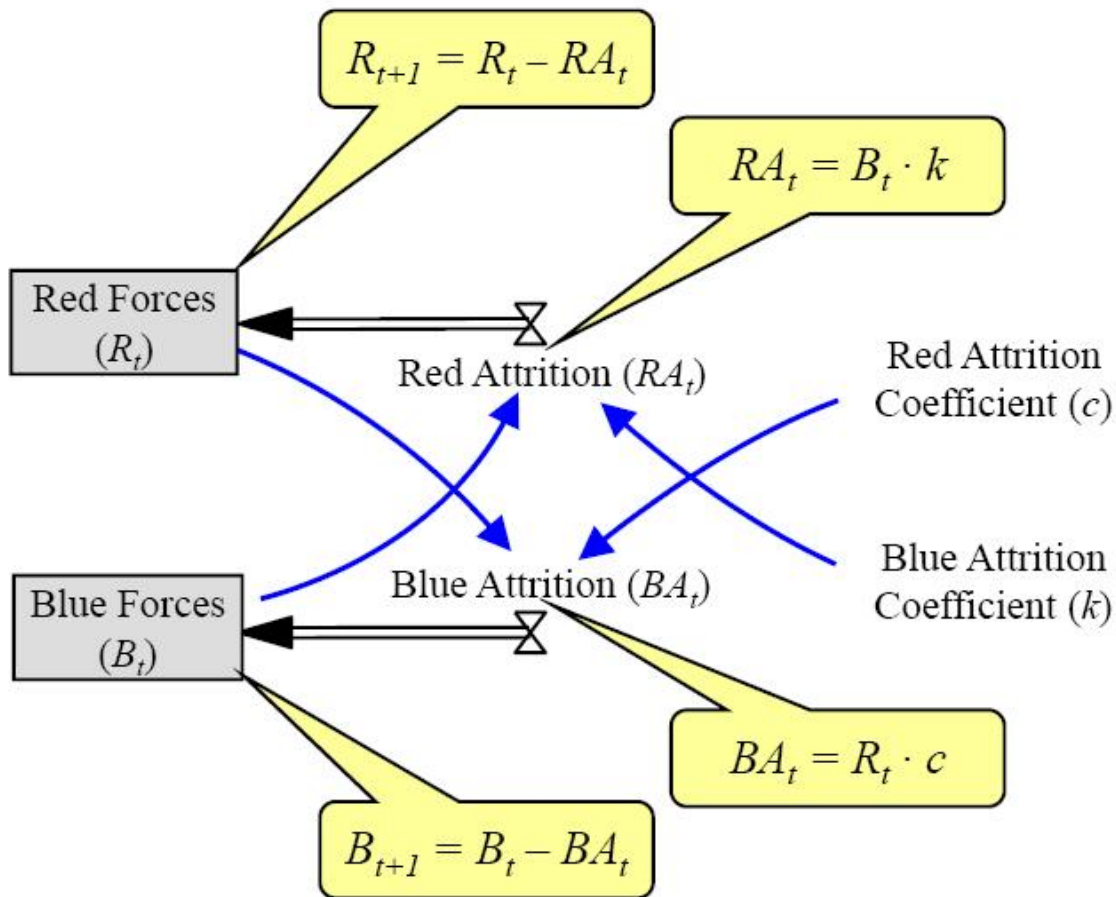 R_{t+1} = R_t – RA_t
RA_t = B_t · k
Red Forces
(R_t)
Red Attrition (RA_t)
Red Attrition
Coefficient (c)
Blue Forces
(B_t)
Blue Attrition (BA_t)
Blue Attrition
Coefficient (k)
BA_t = R_t · c
B_{t+1} = B_t – BA_t